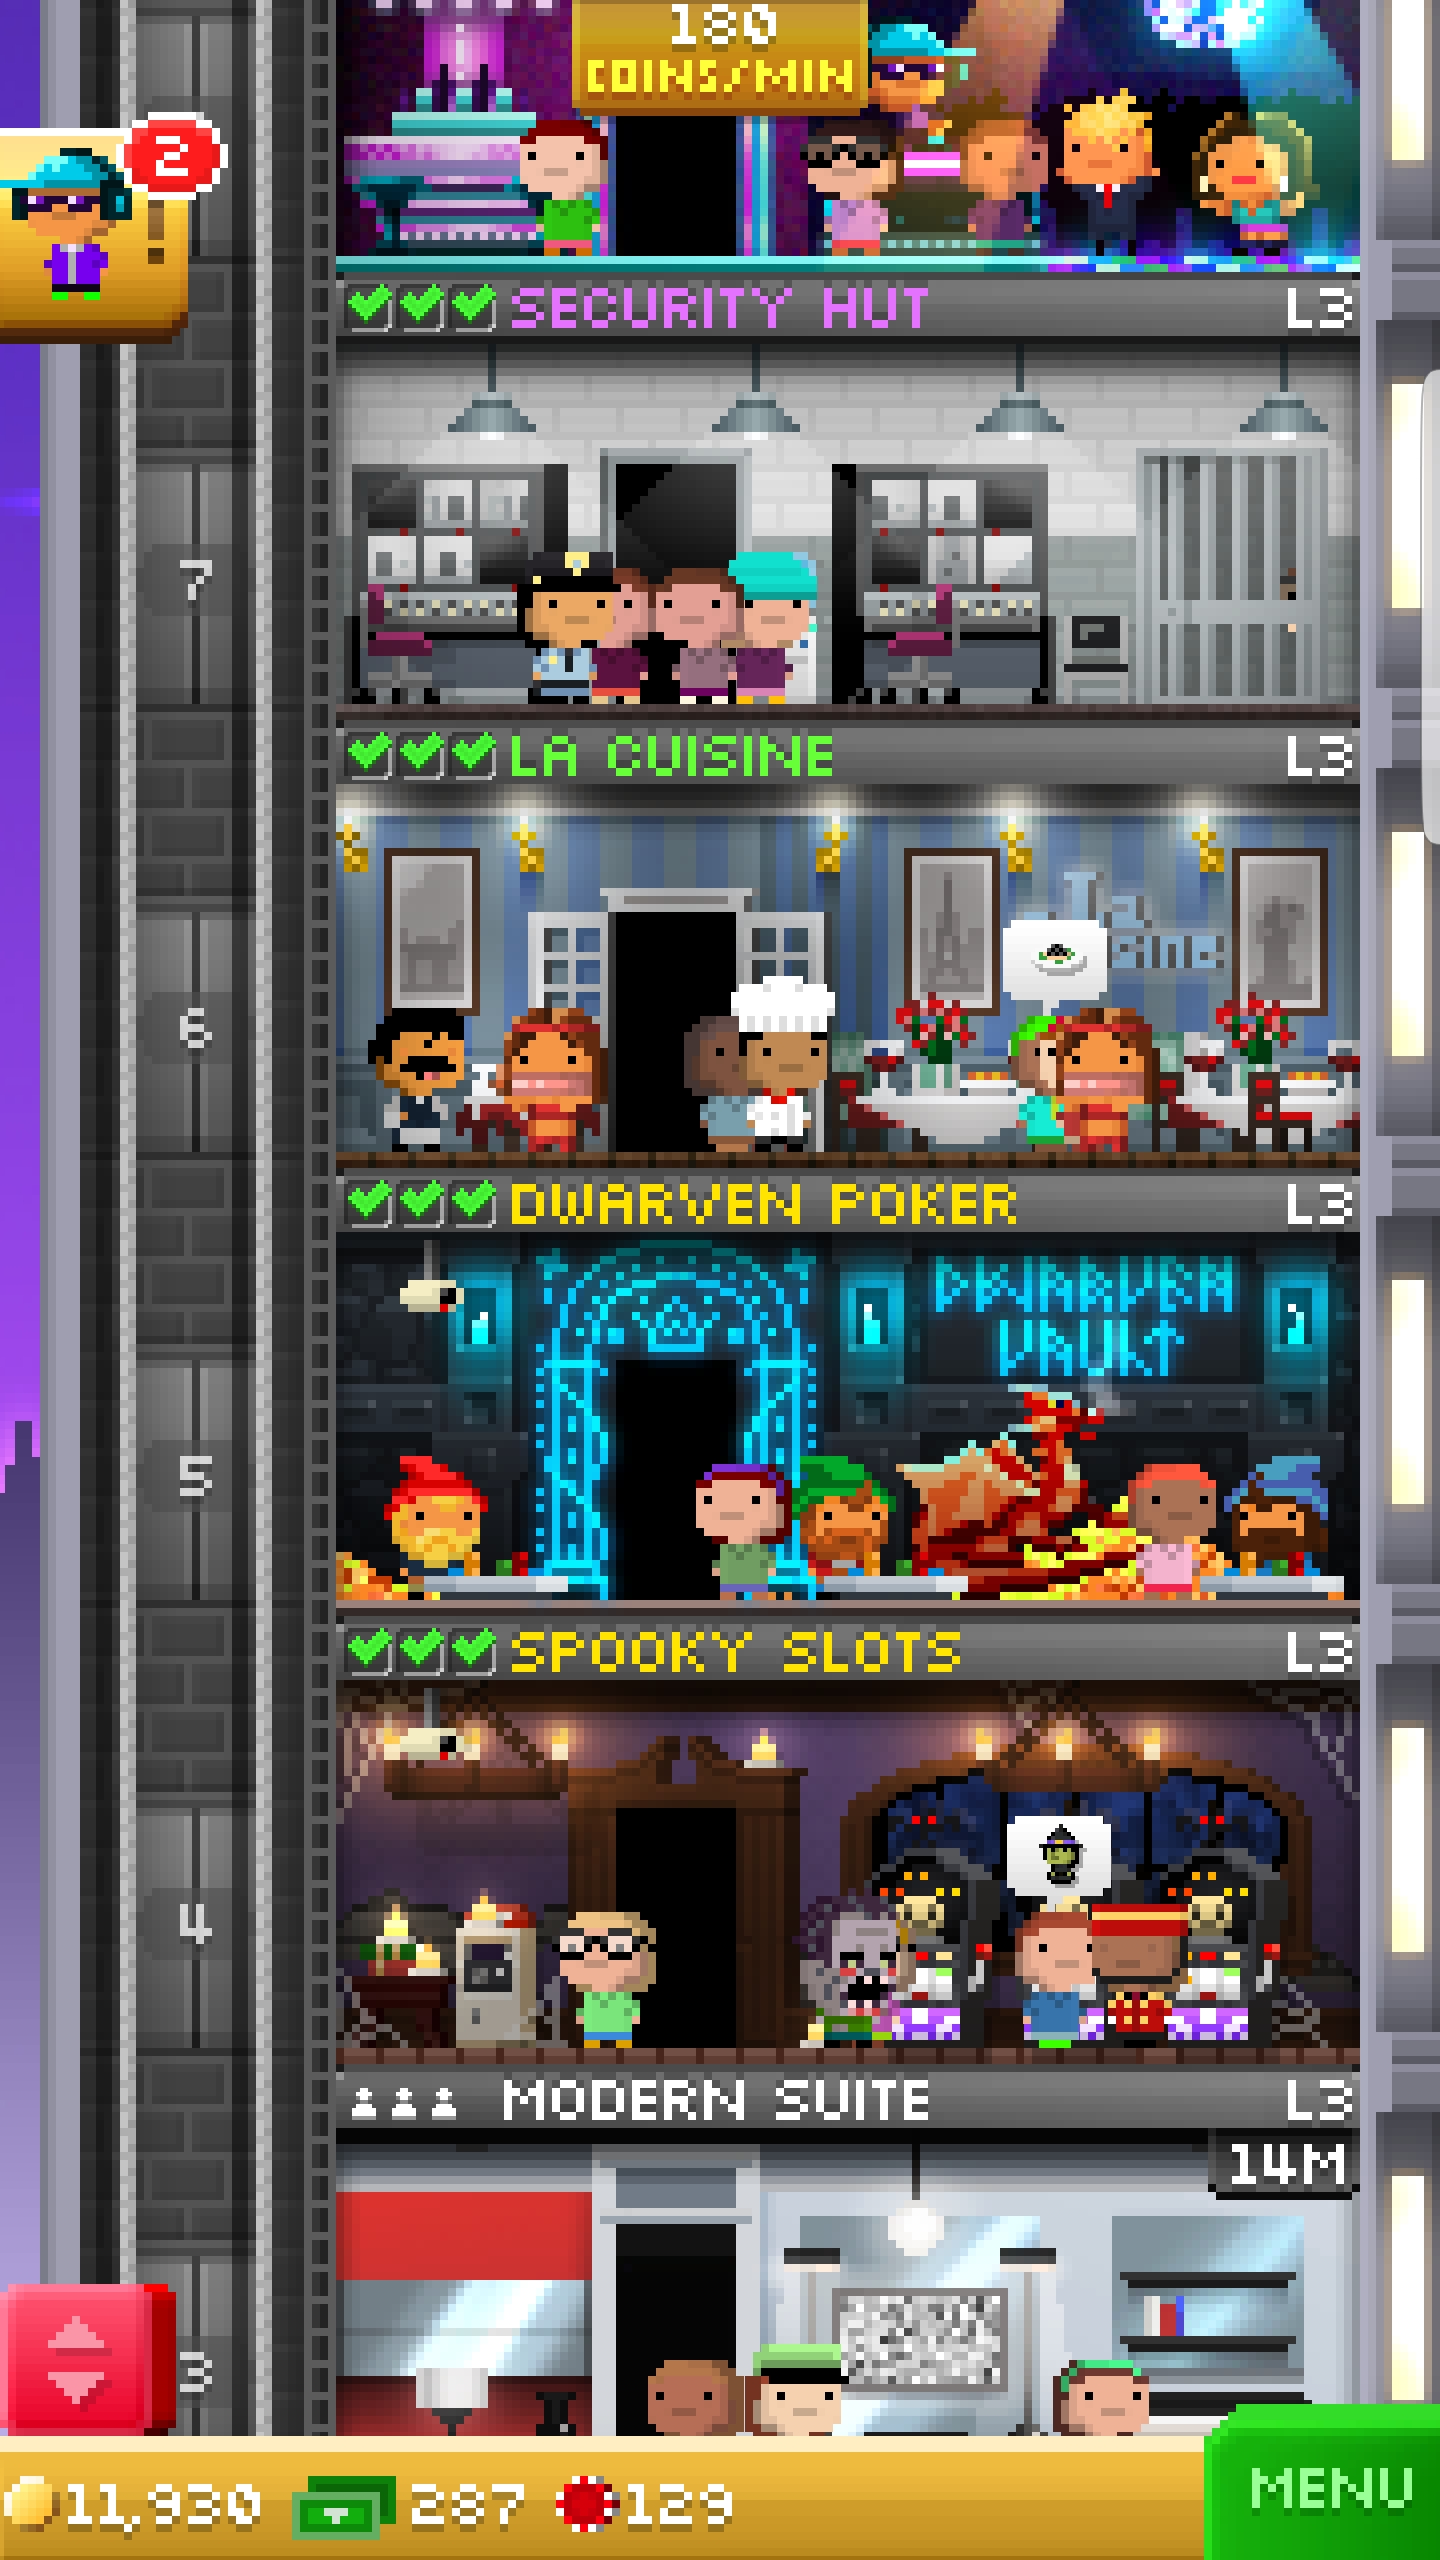 180
COINS/MIN
2
!
SECURITY HUT L3
7
LA CUISINE L3
La
6
DWARVEN POKER L3
DWARVEN
VAULT
5
SPOOKY SLOTS L3
4
MODERN SUITE L3
14M
3
11,930 287 129
MENU